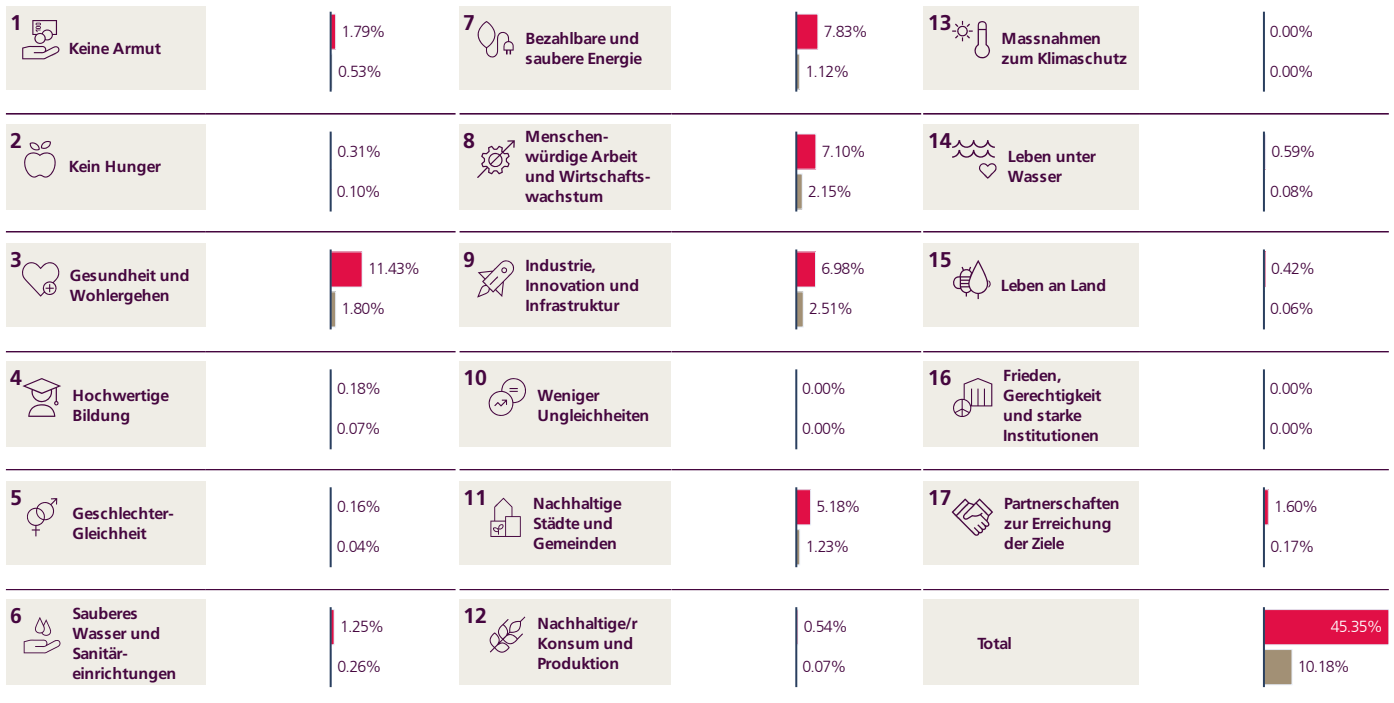 1
100
Keine Armut
1.79%
0.53%
2
Kein Hunger
0.31%
0.10%
3
Gesundheit und
Wohlergehen
11.43%
1.80%
4
Hochwertige
Bildung
0.18%
0.07%
5
Geschlechter-
Gleichheit
0.16%
0.04%
6
Sauberes
Wasser und
Sanitär-
einrichtungen
1.25%
0.26%
7
Bezahlbare und
saubere Energie
7.83%
1.12%
8
Menschen-
würdige Arbeit
und Wirtschafts-
wachstum
7.10%
2.15%
9
Industrie,
Innovation und
Infrastruktur
6.98%
2.51%
10
Weniger
Ungleichheiten
0.00%
0.00%
11
Nachhaltige
Städte und
Gemeinden
5.18%
1.23%
12
Nachhaltige/r
Konsum und
Produktion
0.54%
0.07%
13
Massnahmen
zum Klimaschutz
0.00%
0.00%
14
Leben unter
Wasser
0.59%
0.08%
15
Leben an Land
0.42%
0.06%
16
Frieden,
Gerechtigkeit
und starke
Institutionen
0.00%
0.00%
17
Partnerschaften
zur Erreichung
der Ziele
1.60%
0.17%
Total
45.35%
10.18%